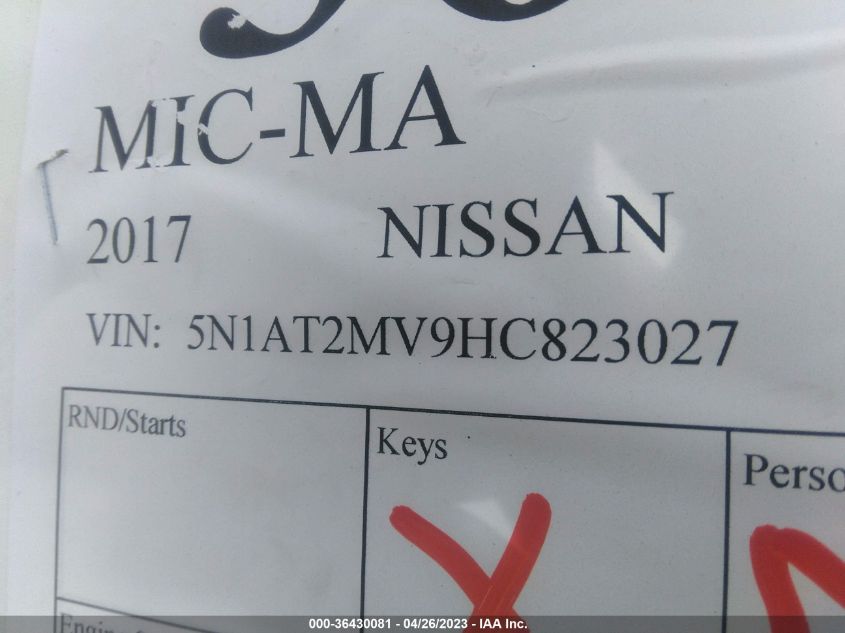 MIC-MA
2017 NISSAN
VIN: 5N1AT2MV9HC823027
RND/Starts
Keys
X
000-36430081 - 04/26/2023 - IAA Inc.